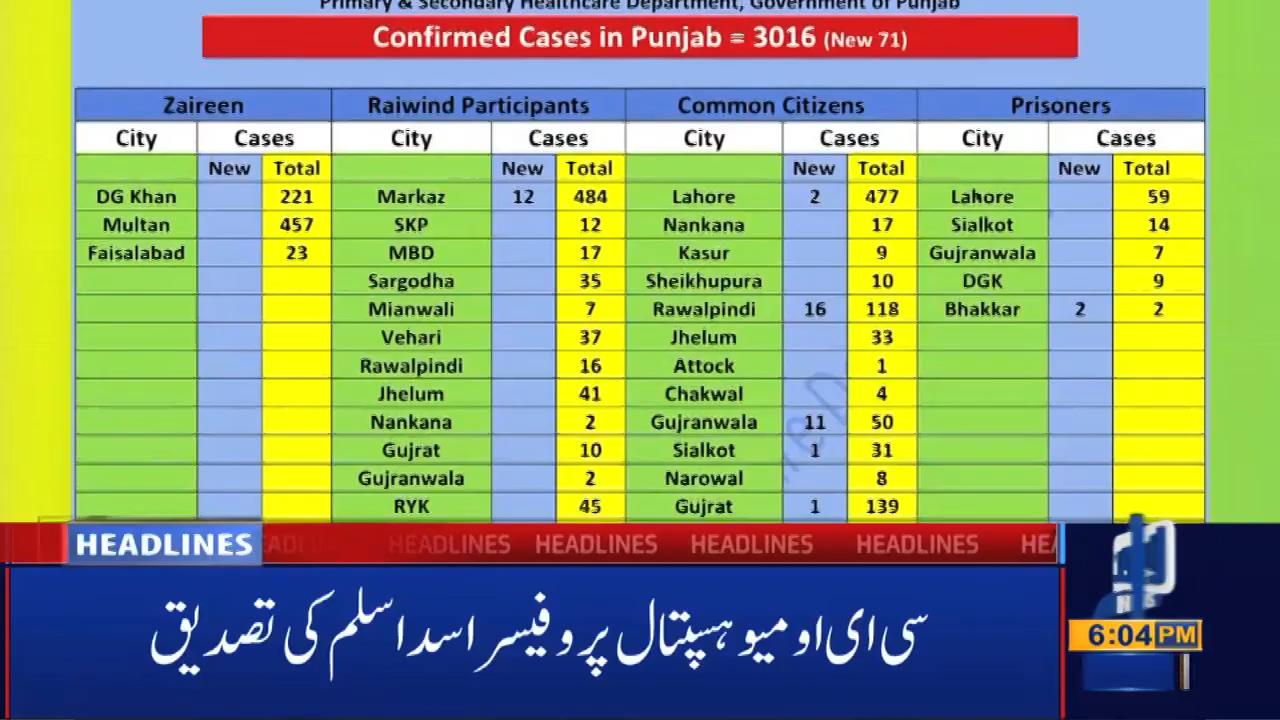 Primary & Secondary Healthcare Department, Government of Punjab
Confirmed Cases in Punjab = 3016 (New 71)
Zaireen Raiwind Participants Common Citizens Prisoners
City Cases City Cases City Cases City Cases
New Total New Total New Total New Total
DG Khan 221 Markaz 12 484 Lahore 2 477 Lahore 59
Multan 457 SKP 12 Nankana 17 Sialkot 14
Faisalabad 23 MBD 17 Kasur 9 Gujranwala 7
Sargodha 35 Sheikhupura 10 DGK 9
Mianwali 7 Rawalpindi 16 118 Bhakkar 2 2
Vehari 37 Jhelum 33
Rawalpindi 16 Attock 1
Jhelum 41 Chakwal 4
Nankana 2 Gujranwala 11 50
Gujrat 10 Sialkot 1 31
Gujranwala 2 Narowal 8
RYK 45 Gujrat 1 139
HEADLINES HEADLINES HEADLINES HEADLINES HEADLINES
سی ای او میو ہسپتال پروفیسر اسد اسلم کی تصدیق
6:04 PM